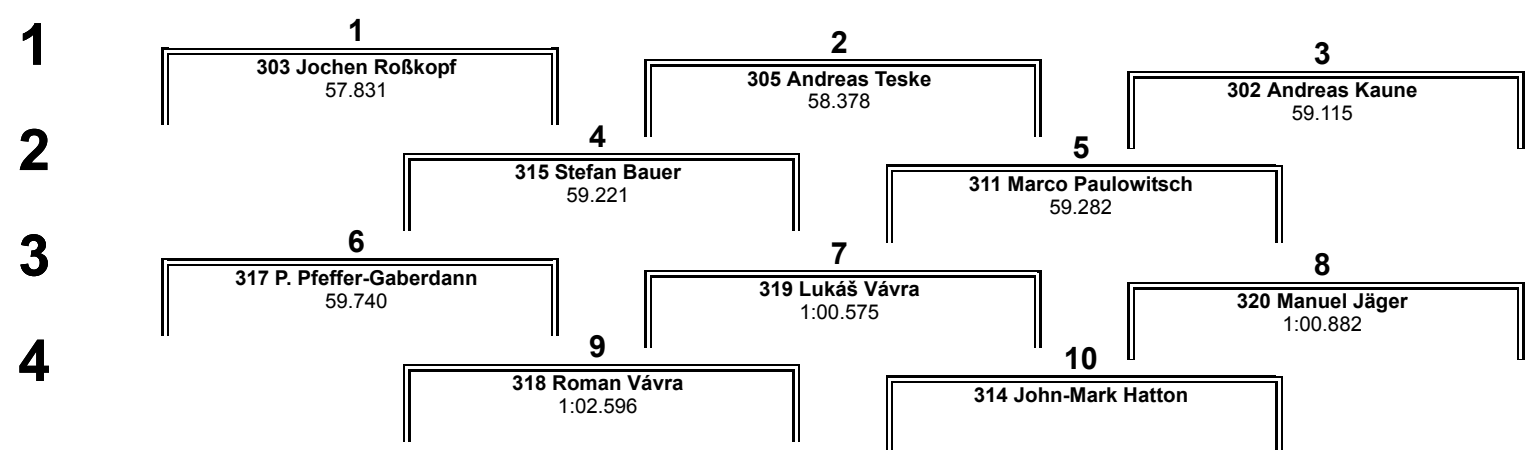 1
1
303 Jochen Roßkopf
57.831
2
305 Andreas Teske
58.378
3
302 Andreas Kaune
59.115
2
4
315 Stefan Bauer
59.221
5
311 Marco Paulowitsch
59.282
3
6
317 P. Pfeffer-Gaberdann
59.740
7
319 Lukáš Vávra
1:00.575
8
320 Manuel Jäger
1:00.882
4
9
318 Roman Vávra
1:02.596
10
314 John-Mark Hatton